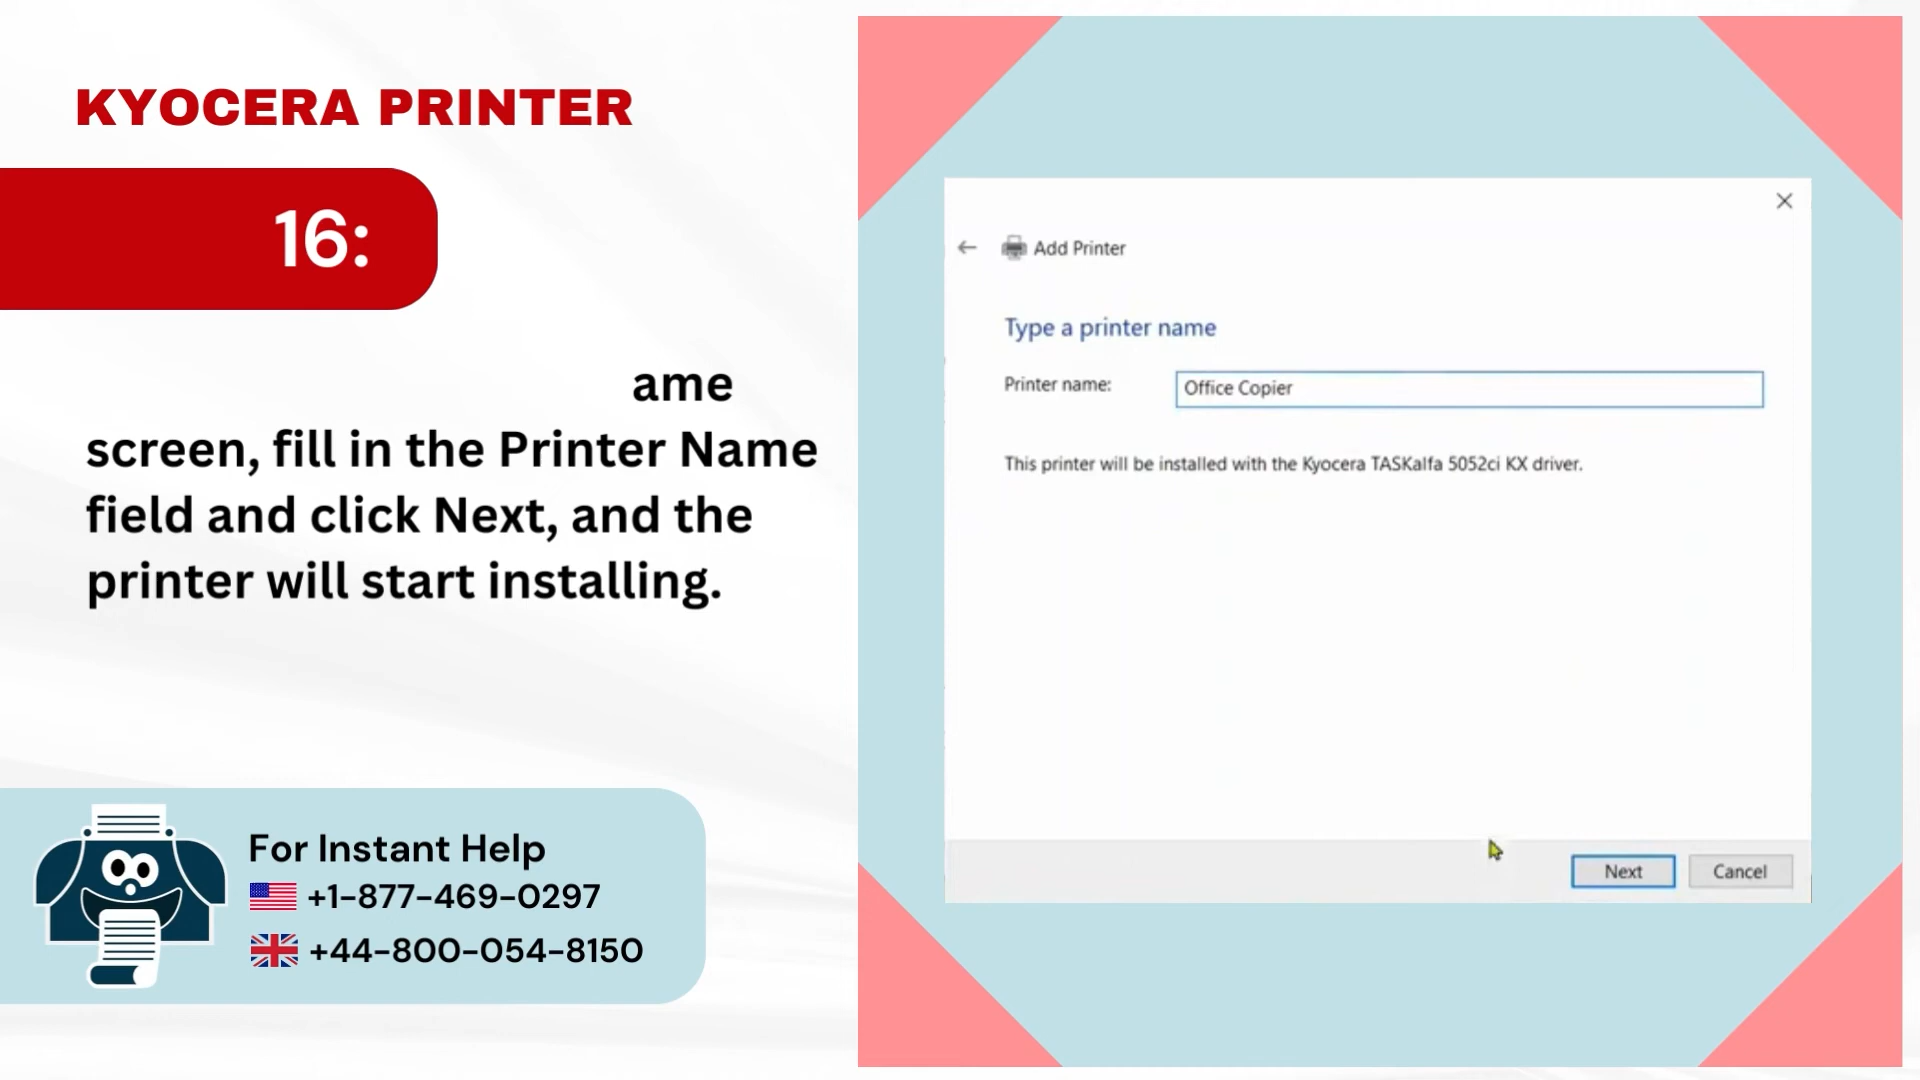 KYOCERA PRINTER
16:
ame
screen, fill in the Printer Name
field and click Next, and the
printer will start installing.
For Instant Help
+1-877-469-0297
+44-800-054-8150
Add Printer
Type a printer name
Printer name:
Office Copier
This printer will be installed with the Kyocera TASKalfa 5052ci KX driver.
Next
Cancel